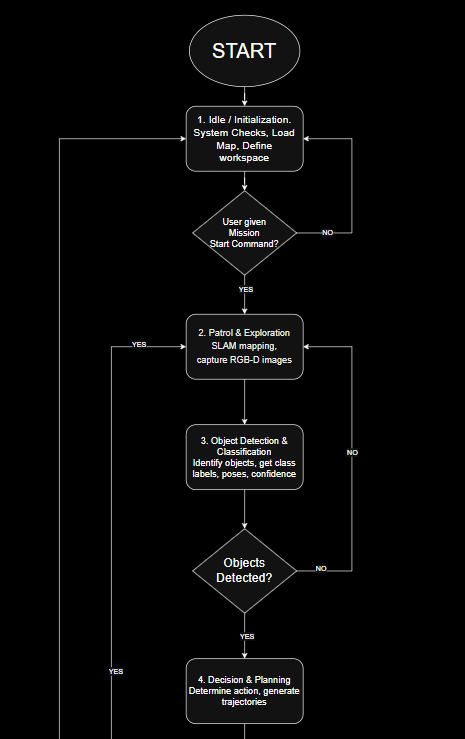 START
1. Idle / Initialization.
System Checks, Load
Map, Define
workspace
User given
Mission
Start Command?
NO
YES
2. Patrol & Exploration
SLAM mapping,
capture RGB-D images
YES
3. Object Detection &
Classification
Identify objects, get class
labels, poses, confidence
NO
Objects
Detected?
NO
YES
YES
4. Decision & Planning
Determine action, generate
trajectories